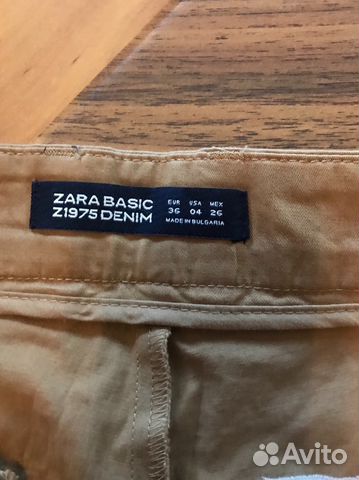 ZARA BASIC
Z1975 DENIM
EUR USA MEX
36 04 26
MADE IN BULGARIA
Avito